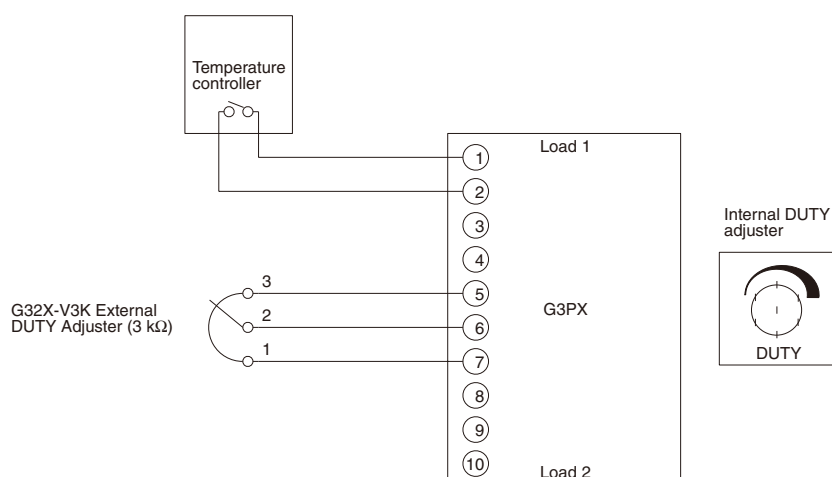 Temperature
controller
Load 1
1
2
3
4
5
6
7
8
9
10
G3PX
Load 2
3
2
1
G32X-V3K External
DUTY Adjuster (3 kΩ)
Internal DUTY
adjuster
DUTY